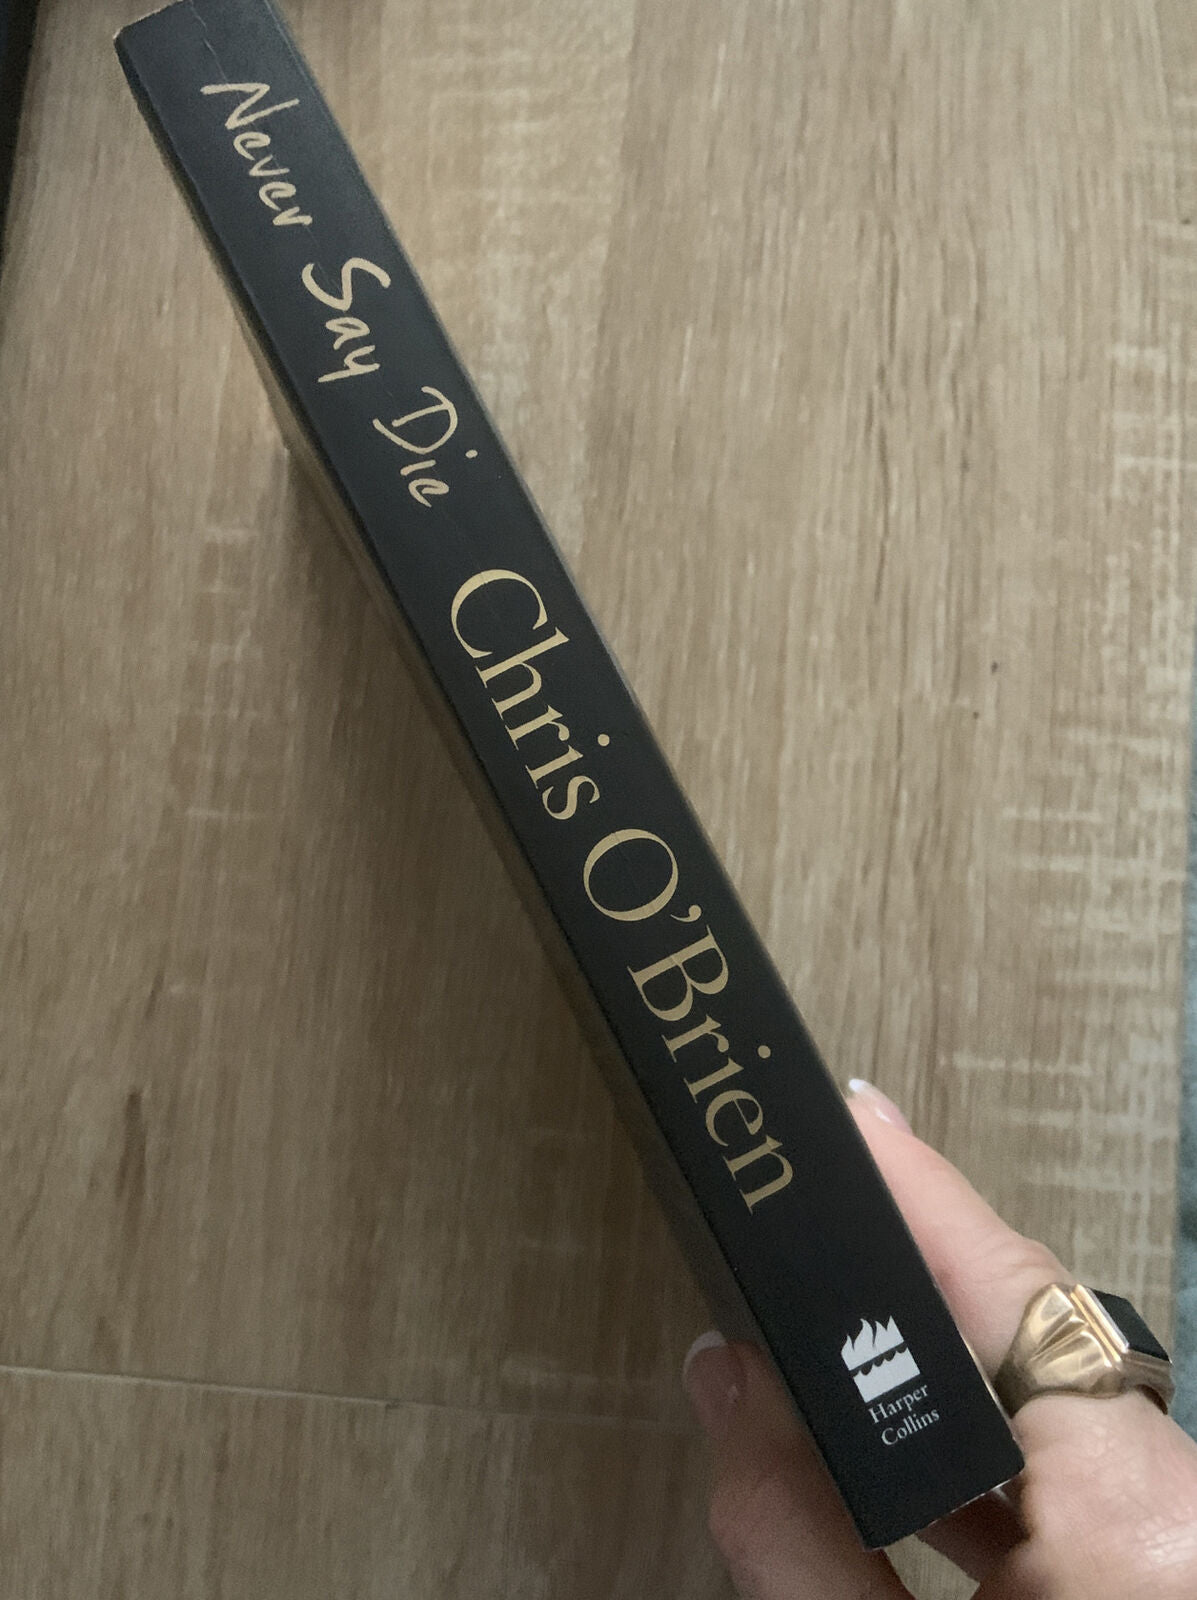 Never Say Die
Chris O'Brien
Harper
Collins